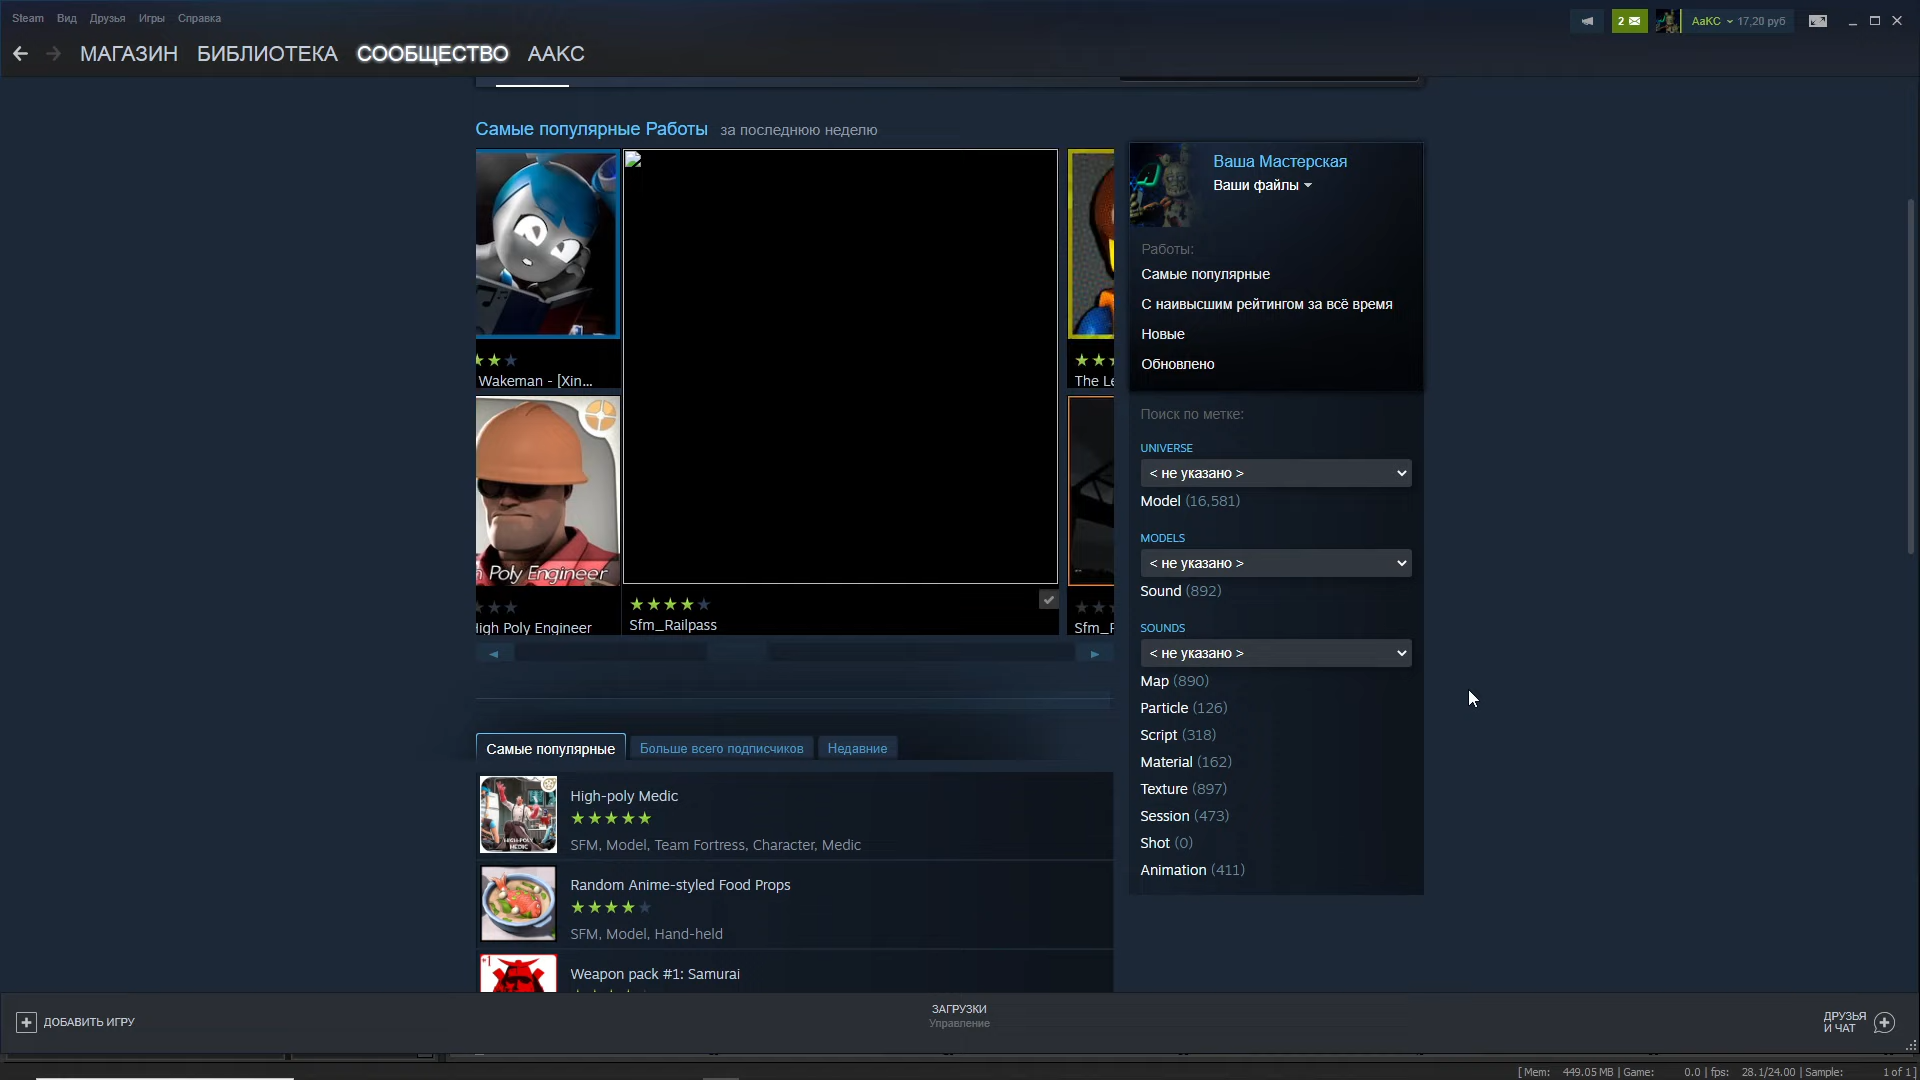 Steam Вид Друзья Игры Справка
2
AaKC 17,20 руб
МАГАЗИН БИБЛИОТЕКА СООБЩЕСТВО AAKC
Самые популярные Работы за последнюю неделю
Wakeman - [Xin...
The Le
Poly Engineer
High Poly Engineer
Sfm_Railpass
Ваша Мастерская
Ваши файлы
Работы:
Самые популярные
С наивысшим рейтингом за всё время
Новые
Обновлено
Поиск по метке:
UNIVERSE
< не указано >
Model (16,581)
MODELS
< не указано >
Sound (892)
SOUNDS
< не указано >
Map (890)
Particle (126)
Script (318)
Material (162)
Texture (897)
Session (473)
Shot (0)
Animation (411)
Самые популярные Больше всего подписчиков Недавние
High-poly Medic
SFM, Model, Team Fortress, Character, Medic
HIGH-POLY
MEDIC
Random Anime-styled Food Props
SFM, Model, Hand-held
+1
Weapon pack #1: Samurai
ДОБАВИТЬ ИГРУ
ЗАГРУЗКИ
Управление
ДРУЗЬЯ
И ЧАТ
[ Mem: 449.05 MB | Game: 0.0 | fps: 28.1/24.00 | Sample: 1 of 1 ]